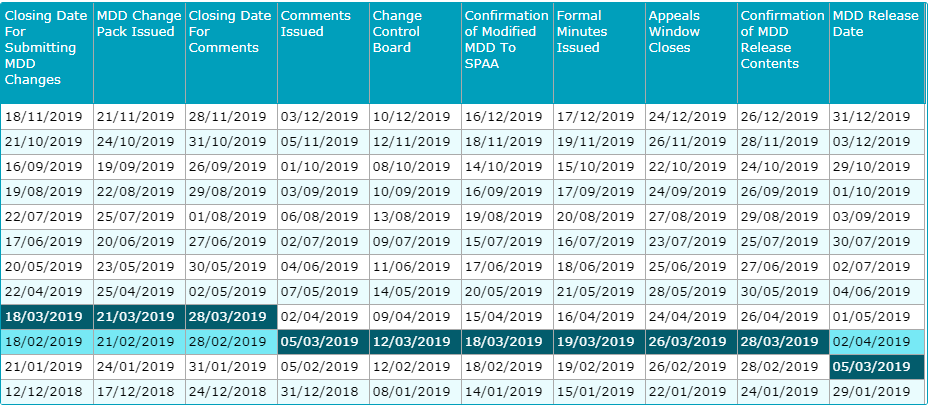 Closing Date For Submitting MDD Changes | MDD Change Pack Issued | Closing Date For Comments | Comments Issued | Change Control Board | Confirmation of Modified MDD To SPAA | Formal Minutes Issued | Appeals Window Closes | Confirmation of MDD Release Contents | MDD Release Date
18/11/2019 21/11/2019 28/11/2019 03/12/2019 10/12/2019 16/12/2019 17/12/2019 24/12/2019 26/12/2019 31/12/2019
21/10/2019 24/10/2019 31/10/2019 05/11/2019 12/11/2019 18/11/2019 19/11/2019 26/11/2019 28/11/2019 03/12/2019
16/09/2019 19/09/2019 26/09/2019 01/10/2019 08/10/2019 14/10/2019 15/10/2019 22/10/2019 24/10/2019 29/10/2019
19/08/2019 22/08/2019 29/08/2019 03/09/2019 10/09/2019 16/09/2019 17/09/2019 24/09/2019 26/09/2019 01/10/2019
22/07/2019 25/07/2019 01/08/2019 06/08/2019 13/08/2019 19/08/2019 20/08/2019 27/08/2019 29/08/2019 03/09/2019
17/06/2019 20/06/2019 27/06/2019 02/07/2019 09/07/2019 15/07/2019 16/07/2019 23/07/2019 25/07/2019 30/07/2019
20/05/2019 23/05/2019 30/05/2019 04/06/2019 11/06/2019 17/06/2019 18/06/2019 25/06/2019 27/06/2019 02/07/2019
22/04/2019 25/04/2019 02/05/2019 07/05/2019 14/05/2019 20/05/2019 21/05/2019 28/05/2019 30/05/2019 04/06/2019
18/03/2019 21/03/2019 28/03/2019 02/04/2019 09/04/2019 15/04/2019 16/04/2019 24/04/2019 26/04/2019 01/05/2019
18/02/2019 21/02/2019 28/02/2019 05/03/2019 12/03/2019 18/03/2019 19/03/2019 26/03/2019 28/03/2019 02/04/2019
21/01/2019 24/01/2019 31/01/2019 05/02/2019 12/02/2019 18/02/2019 19/02/2019 26/02/2019 28/02/2019 05/03/2019
12/12/2018 17/12/2018 24/12/2018 31/12/2018 08/01/2019 14/01/2019 15/01/2019 22/01/2019 24/01/2019 29/01/2019